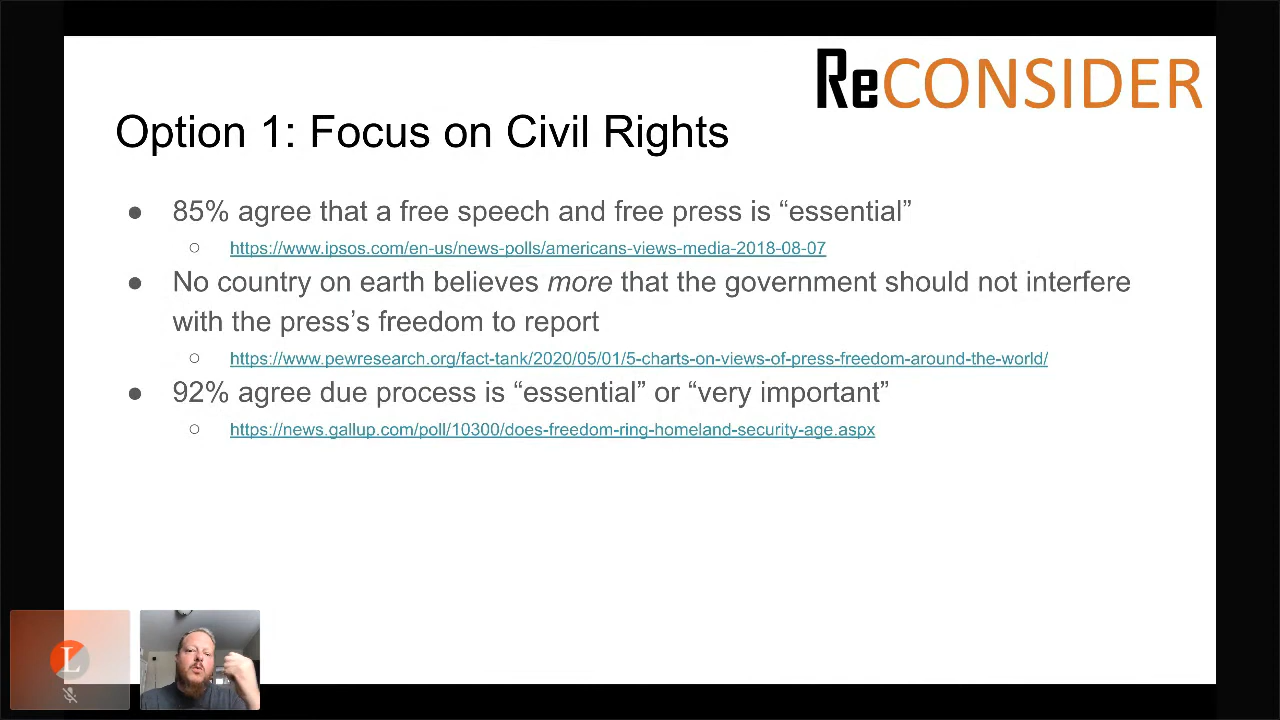 ReCONSIDER
Option 1: Focus on Civil Rights
● 85% agree that a free speech and free press is “essential”
○ https://www.ipsos.com/en-us/news-polls/americans-views-media-2018-08-07
● No country on earth believes more that the government should not interfere
with the press’s freedom to report
○ https://www.pewresearch.org/fact-tank/2020/05/01/5-charts-on-views-of-press-freedom-around-the-world/
● 92% agree due process is “essential” or “very important”
○ https://news.gallup.com/poll/10300/does-freedom-ring-homeland-security-age.aspx
L